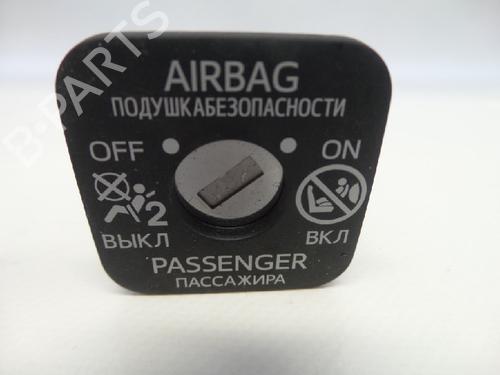 AIRBAG
ПОДУШКАБЕЗОПАСНОСТИ
OFF ON
2
ВЫКЛ ВКЛ
PASSENGER
ПАССАЖИРА
B-PARTS